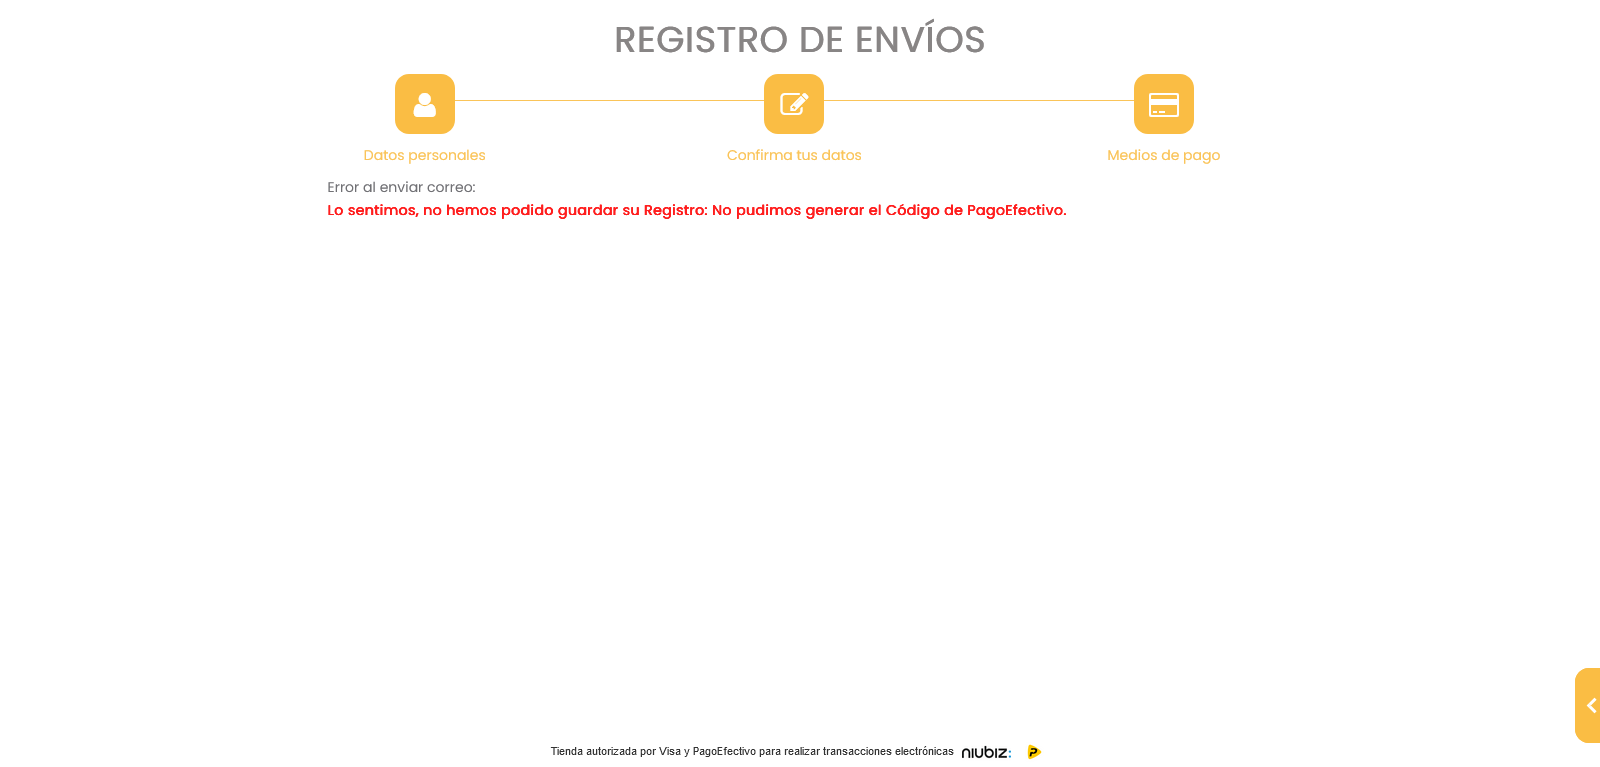 REGISTRO DE ENVÍOS
Datos personales
Confirma tus datos
Medios de pago
Error al enviar correo:
Lo sentimos, no hemos podido guardar su Registro: No pudimos generar el Código de PagoEfectivo.
Tienda autorizada por Visa y PagoEfectivo para realizar transacciones electrónicas niubiz: P